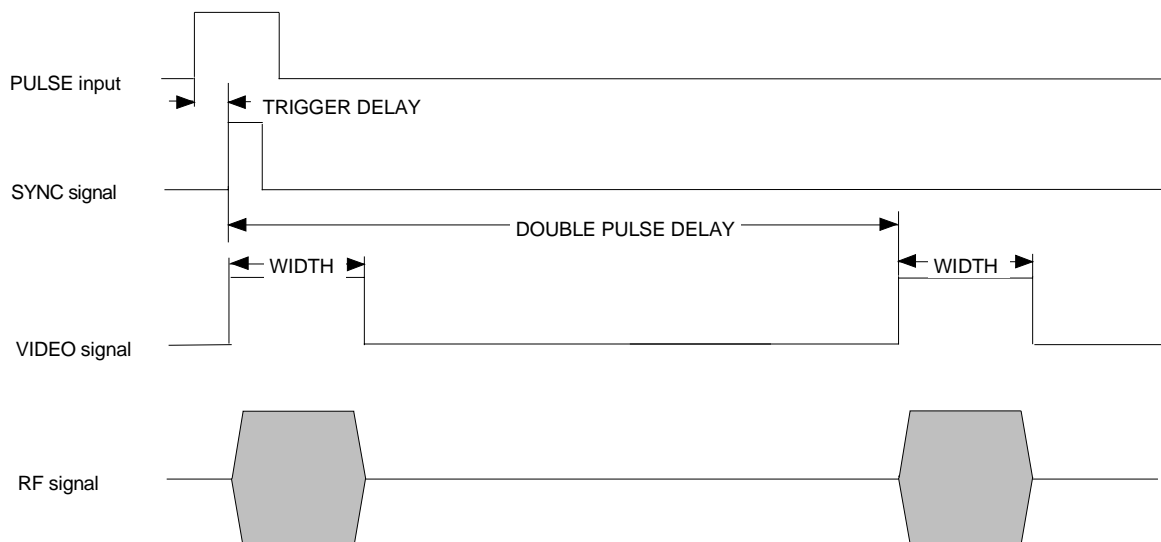 PULSE input
TRIGGER DELAY
SYNC signal
DOUBLE PULSE DELAY
WIDTH
WIDTH
VIDEO signal
RF signal